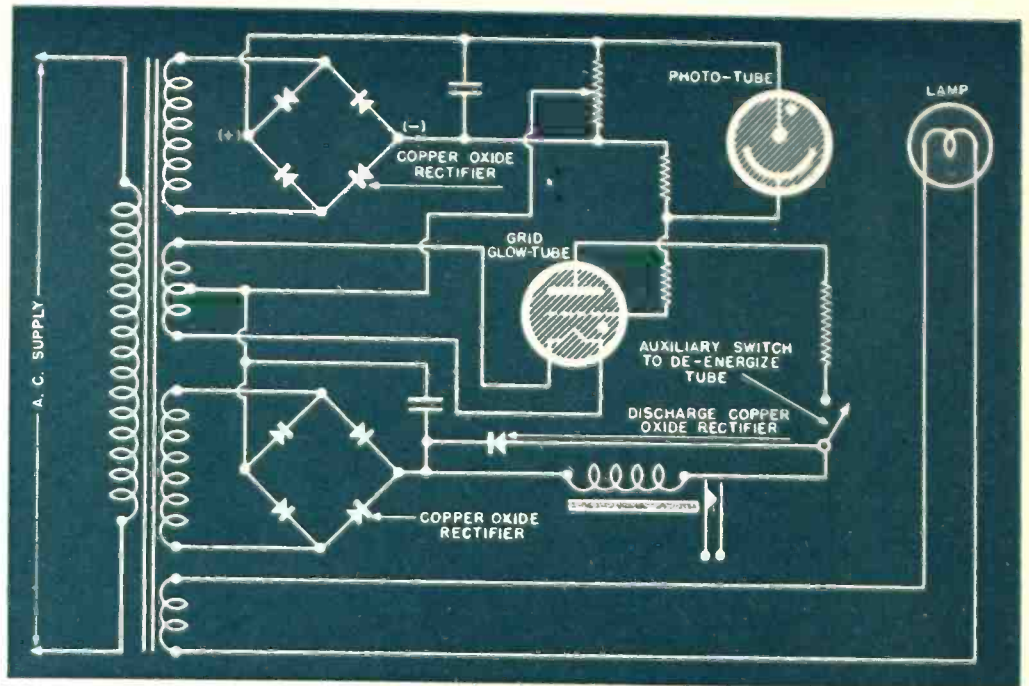 PHOTO-TUBE
LAMP
(+)
(-)
COPPER OXIDE
RECTIFIER
GRID
GLOW-TUBE
A.C. SUPPLY
AUXILIARY SWITCH
TO DE-ENERGIZE
TUBE
DISCHARGE COPPER
OXIDE RECTIFIER
COPPER OXIDE
RECTIFIER